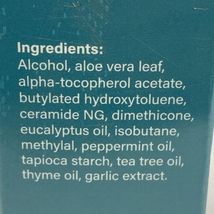 Ingredients:
Alcohol, aloe vera leaf,
alpha-tocopherol acetate,
butylated hydroxytoluene,
ceramide NG, dimethicone,
eucalyptus oil, isobutane,
methylal, peppermint oil,
tapioca starch, tea tree oil,
thyme oil, garlic extract.